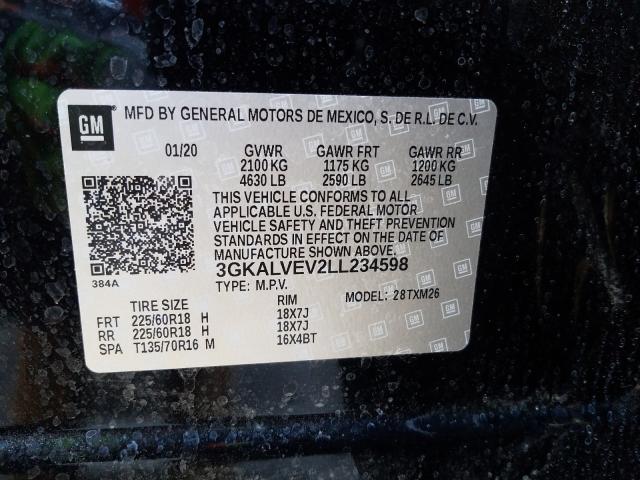 GM
MFD BY GENERAL MOTORS DE MEXICO, S. DE R.L. DE C.V.
01/20 GVWR GAWR FRT GAWR RR
2100 KG 1175 KG 1200 KG
4630 LB 2590 LB 2645 LB
THIS VEHICLE CONFORMS TO ALL
APPLICABLE U.S. FEDERAL MOTOR
VEHICLE SAFETY AND THEFT PREVENTION
STANDARDS IN EFFECT ON THE DATE OF
MANUFACTURE SHOWN ABOVE.
384A 3GKALVEV2LL234598
TYPE: M.P.V. MODEL: 28TXM26
TIRE SIZE RIM
FRT 225/60R18 H 18X7J
RR 225/60R18 H 18X7J
SPA T135/70R16 M 16X4BT